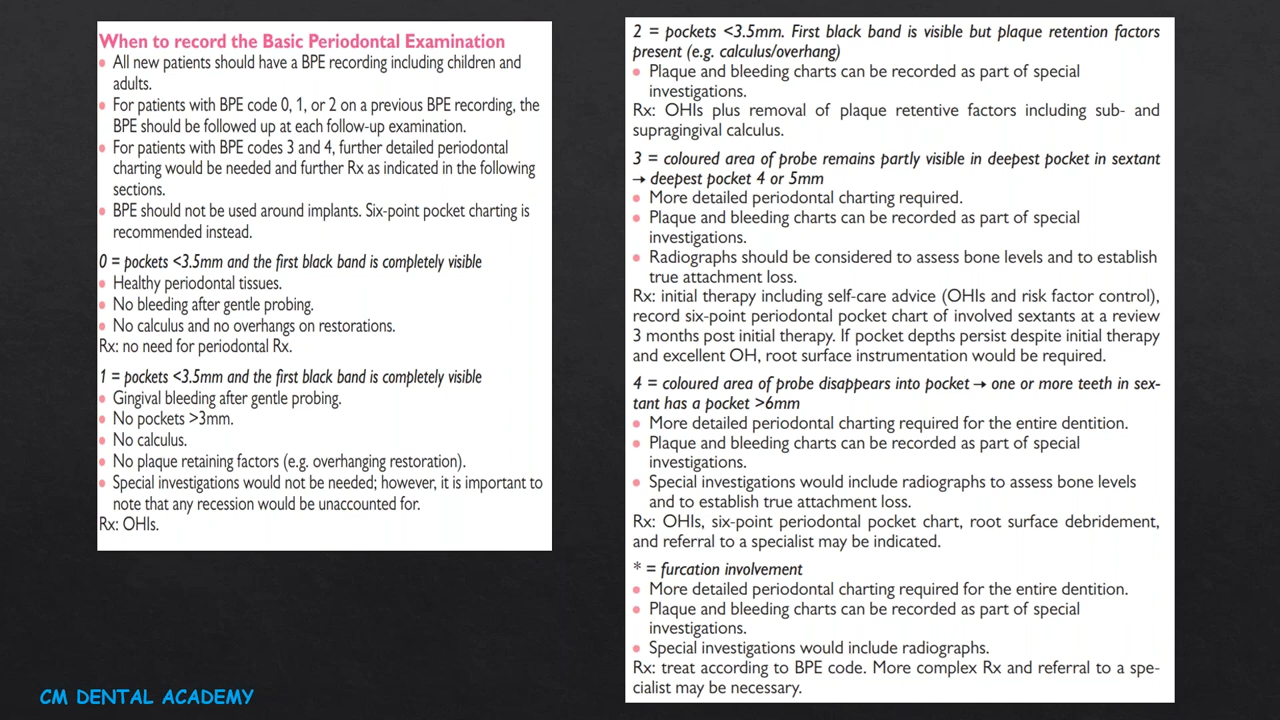 When to record the Basic Periodontal Examination
• All new patients should have a BPE recording including children and
adults.
• For patients with BPE code 0, 1, or 2 on a previous BPE recording, the
BPE should be followed up at each follow-up examination.
• For patients with BPE codes 3 and 4, further detailed periodontal
charting would be needed and further Rx as indicated in the following
sections.
• BPE should not be used around implants. Six-point pocket charting is
recommended instead.
0 = pockets <3.5mm and the first black band is completely visible
• Healthy periodontal tissues.
• No bleeding after gentle probing.
• No calculus and no overhangs on restorations.
Rx: no need for periodontal Rx.
1 = pockets <3.5mm and the first black band is completely visible
• Gingival bleeding after gentle probing.
• No pockets >3mm.
• No calculus.
• No plaque retaining factors (e.g. overhanging restoration).
• Special investigations would not be needed; however, it is important to
note that any recession would be unaccounted for.
Rx: OHIs.
2 = pockets <3.5mm. First black band is visible but plaque retention factors
present (e.g. calculus/overhang)
• Plaque and bleeding charts can be recorded as part of special
investigations.
Rx: OHIs plus removal of plaque retentive factors including sub- and
supragingival calculus.
3 = coloured area of probe remains partly visible in deepest pocket in sextant
→ deepest pocket 4 or 5mm
• More detailed periodontal charting required.
• Plaque and bleeding charts can be recorded as part of special
investigations.
• Radiographs should be considered to assess bone levels and to establish
true attachment loss.
Rx: initial therapy including self-care advice (OHIs and risk factor control),
record six-point periodontal pocket chart of involved sextants at a review
3 months post initial therapy. If pocket depths persist despite initial therapy
and excellent OH, root surface instrumentation would be required.
4 = coloured area of probe disappears into pocket → one or more teeth in sex-
tant has a pocket >6mm
• More detailed periodontal charting required for the entire dentition.
• Plaque and bleeding charts can be recorded as part of special
investigations.
• Special investigations would include radiographs to assess bone levels
and to establish true attachment loss.
Rx: OHIs, six-point periodontal pocket chart, root surface debridement,
and referral to a specialist may be indicated.
* = furcation involvement
• More detailed periodontal charting required for the entire dentition.
• Plaque and bleeding charts can be recorded as part of special
investigations.
• Special investigations would include radiographs.
Rx: treat according to BPE code. More complex Rx and referral to a spe-
cialist may be necessary.
CM DENTAL ACADEMY